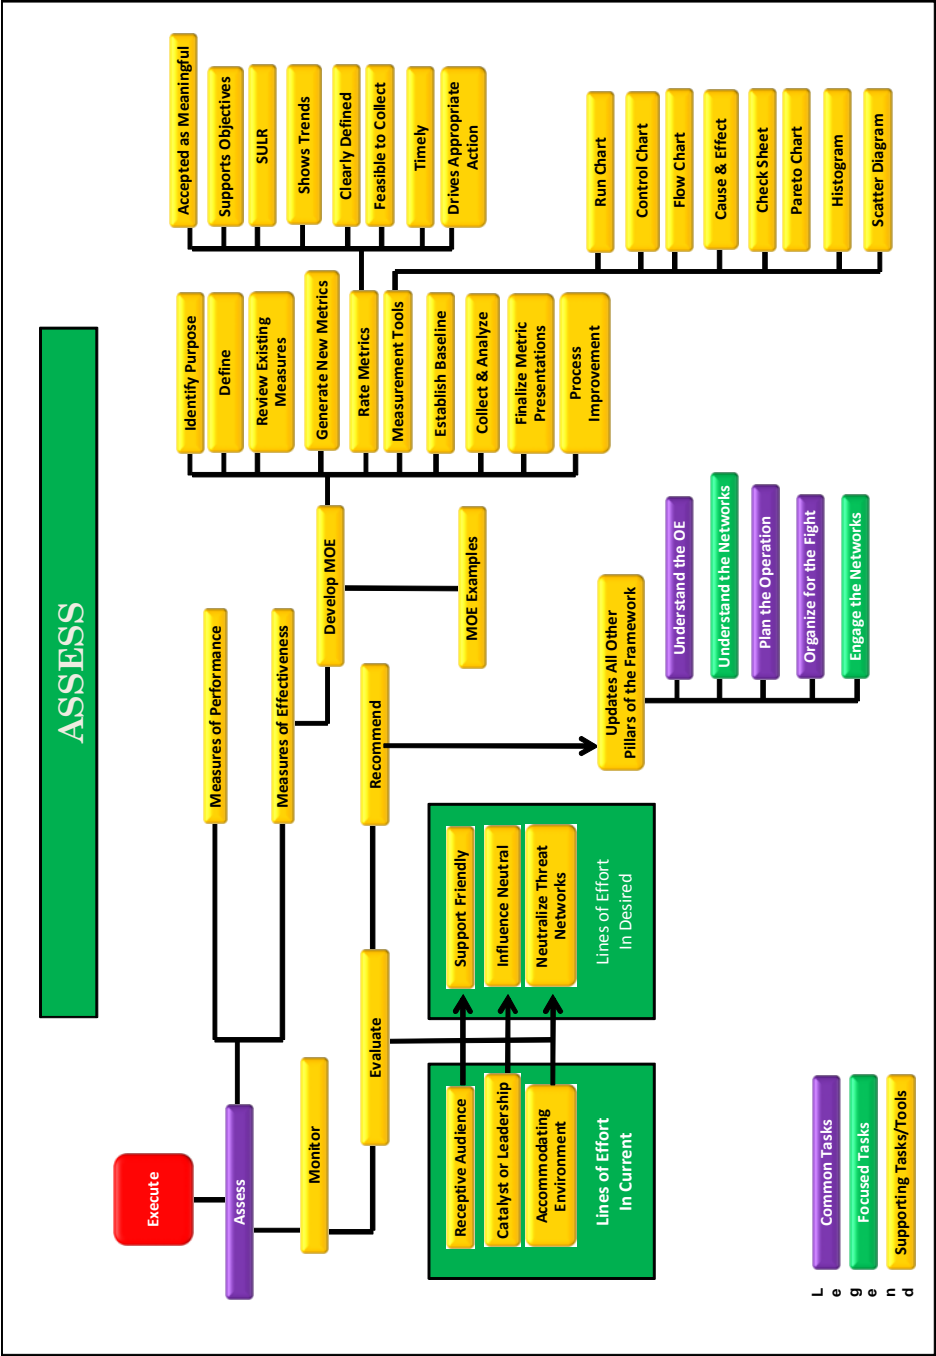 ASSESS
Execute
Assess
Monitor
Evaluate
Recommend
Measures of Performance
Measures of Effectiveness
Develop MOE
MOE Examples
Identify Purpose
Define
Review Existing
Measures
Generate New Metrics
Rate Metrics
Measurement Tools
Establish Baseline
Collect & Analyze
Finalize Metric
Presentations
Process
Improvement
Accepted as Meaningful
Supports Objectives
SULR
Shows Trends
Clearly Defined
Feasible to Collect
Timely
Drives Appropriate
Action
Run Chart
Control Chart
Flow Chart
Cause & Effect
Check Sheet
Pareto Chart
Histogram
Scatter Diagram
Receptive Audience
Catalyst or Leadership
Accommodating
Environment
Lines of Effort
In Current
Support Friendly
Influence Neutral
Neutralize Threat
Networks
Lines of Effort
In Desired
Updates All Other
Pillars of the Framework
Understand the OE
Understand the Networks
Plan the Operation
Organize for the Fight
Engage the Networks
Legend
Common Tasks
Focused Tasks
Supporting Tasks/Tools